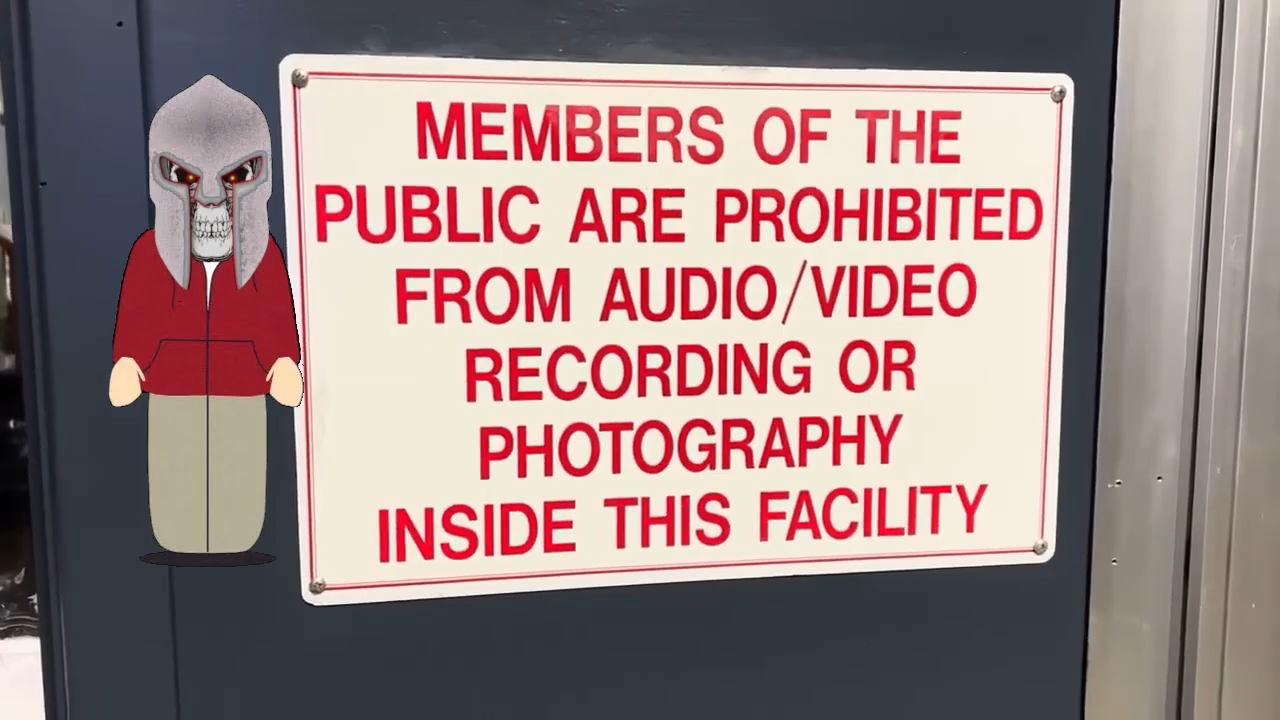 MEMBERS OF THE
PUBLIC ARE PROHIBITED
FROM AUDIO/VIDEO
RECORDING OR
PHOTOGRAPHY
INSIDE THIS FACILITY